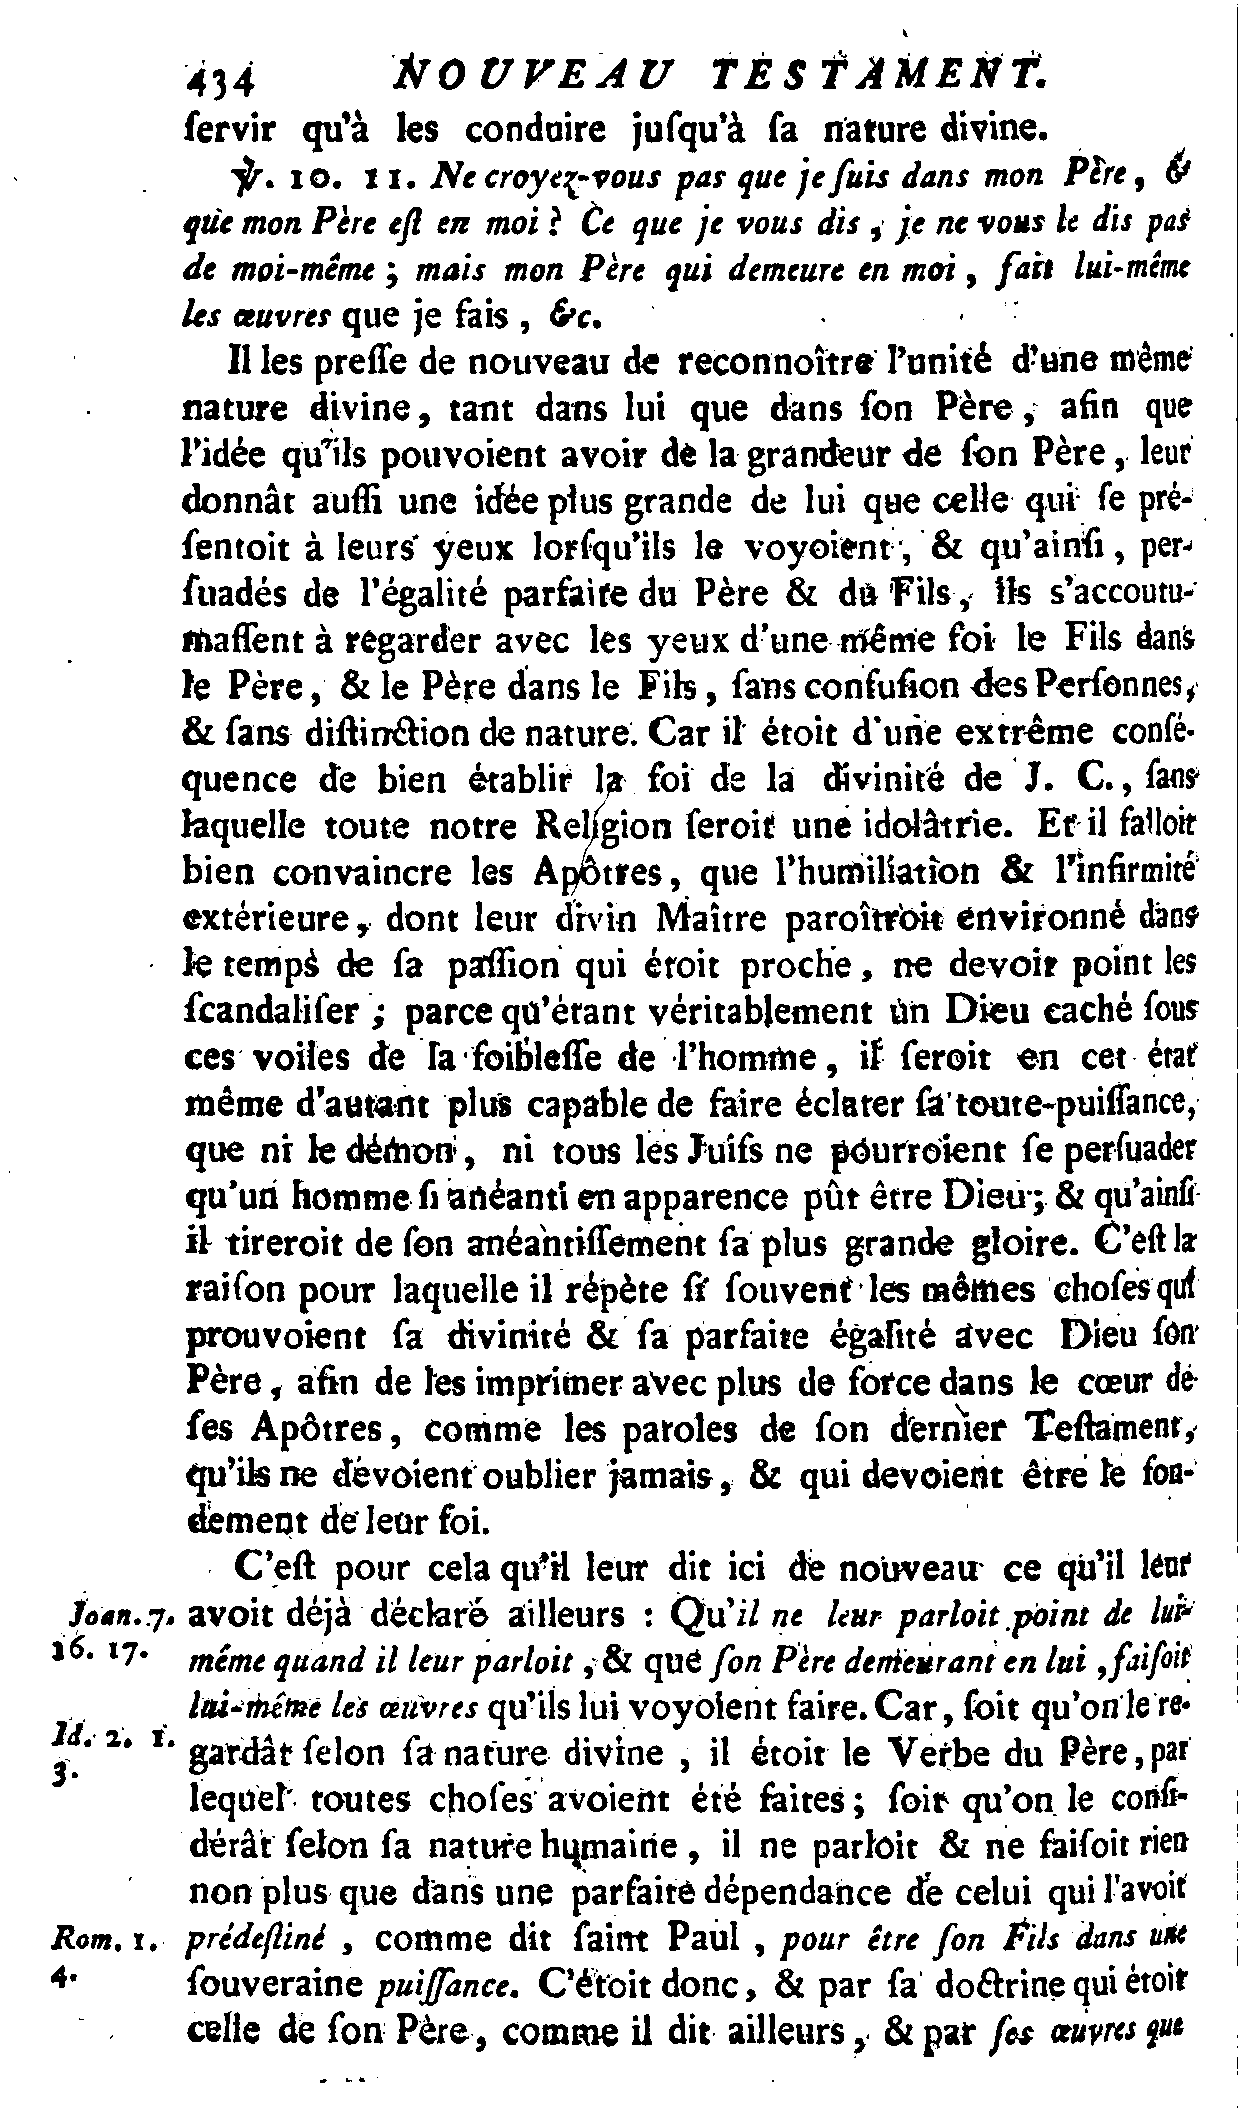 434 NOUVEAU TESTAMENT.
ſervir qu'à les conduire juſqu'à ſa nature divine.
℣. 10. 11. Ne croyez-vous pas que je ſuis dans mon Père, &
que mon Père eſt en moi ? Ce que je vous dis, je ne vous le dis pas
de moi-même ; mais mon Père qui demeure en moi, fait lui-même
les œuvres que je fais, &c.
Il les preſſe de nouveau de reconnoître l'unité d'une même
nature divine, tant dans lui que dans ſon Père, afin que
l'idée qu'ils pouvoient avoir de la grandeur de ſon Père, leur
donnât auſſi une idée plus grande de lui que celle qui ſe pré-
ſentoit à leurs yeux lorſqu'ils le voyoient, & qu'ainſi, per-
ſuadés de l'égalité parfaite du Père & du Fils, ils s'accoutu-
maſſent à regarder avec les yeux d'une même foi le Fils dans
le Père, & le Père dans le Fils, ſans confuſion des Perſonnes,
& ſans diſtinction de nature. Car il étoit d'une extrême conſé-
quence de bien établir la foi de la divinité de J. C., ſans
laquelle toute notre Religion ſeroit une idolâtrie. Et il falloit
bien convaincre les Apôtres, que l'humiliation & l'infirmité
extérieure, dont leur divin Maître paroîtroit environné dans
le temps de ſa paſſion qui étoit proche, ne devoit point les
ſcandaliſer ; parce qu'étant véritablement un Dieu caché ſous
ces voiles de la foibleſſe de l'homme, il ſeroit en cet état
même d'autant plus capable de faire éclater ſa toute-puiſſance,
que ni le démon, ni tous les Juifs ne pourroient ſe perſuader
qu'un homme ſi anéanti en apparence pût être Dieu ; & qu'ainſi
il tireroit de ſon anéantiſſement ſa plus grande gloire. C'eſt la
raiſon pour laquelle il répète ſi ſouvent les mêmes choſes qui
prouvoient ſa divinité & ſa parfaite égalité avec Dieu ſon
Père, afin de les imprimer avec plus de force dans le cœur de
ſes Apôtres, comme les paroles de ſon dernier Teſtament,
qu'ils ne devoient oublier jamais, & qui devoient être le fon-
dement de leur foi.
C'eſt pour cela qu'il leur dit ici de nouveau ce qu'il leur
Joan. 7. avoit déjà déclaré ailleurs : Qu'il ne leur parloit point de lui-
16. 17. même quand il leur parloit, & que ſon Père demeurant en lui, faiſoit
lui-même les œuvres qu'ils lui voyoient faire. Car, ſoit qu'on le re-
Id. 2. 1. gardât ſelon ſa nature divine, il étoit le Verbe du Père, par
3. lequel toutes choſes avoient été faites ; ſoit qu'on le conſi-
dérât ſelon ſa nature humaine, il ne parloit & ne faiſoit rien
non plus que dans une parfaite dépendance de celui qui l'avoit
Rom. 1. prédeſtiné, comme dit ſaint Paul, pour être ſon Fils dans une
4. ſouveraine puiſſance. C'étoit donc, & par ſa doctrine qui étoit
celle de ſon Père, comme il dit ailleurs, & par ſes œuvres que